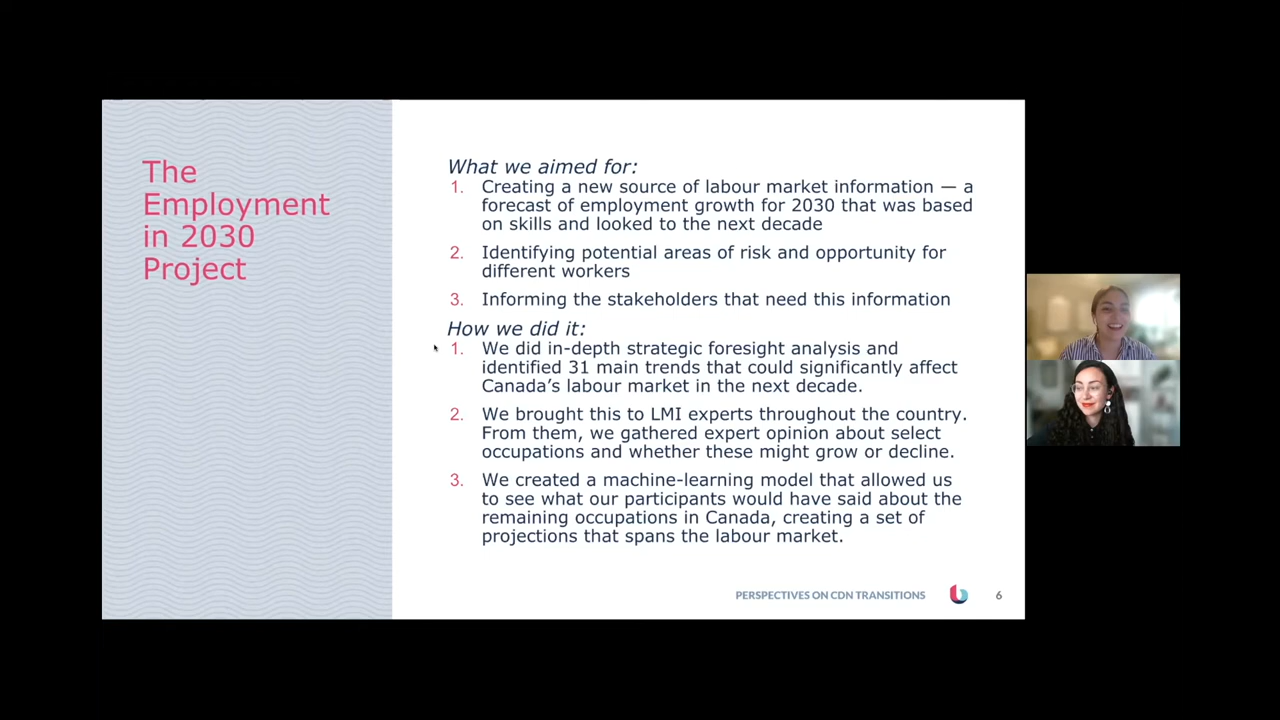 The
Employment
in 2030
Project
What we aimed for:
1. Creating a new source of labour market information — a
forecast of employment growth for 2030 that was based
on skills and looked to the next decade
2. Identifying potential areas of risk and opportunity for
different workers
3. Informing the stakeholders that need this information
How we did it:
1. We did in-depth strategic foresight analysis and
identified 31 main trends that could significantly affect
Canada’s labour market in the next decade.
2. We brought this to LMI experts throughout the country.
From them, we gathered expert opinion about select
occupations and whether these might grow or decline.
3. We created a machine-learning model that allowed us
to see what our participants would have said about the
remaining occupations in Canada, creating a set of
projections that spans the labour market.
PERSPECTIVES ON CDN TRANSITIONS 6